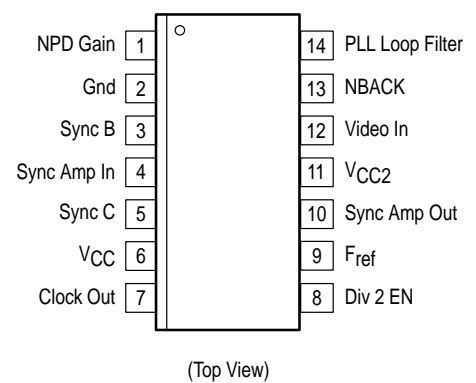 NPD Gain 1 14 PLL Loop Filter
Gnd 2 13 NBACK
Sync B 3 12 Video In
Sync Amp In 4 11 VCC2
Sync C 5 10 Sync Amp Out
VCC 6 9 Fref
Clock Out 7 8 Div 2 EN
(Top View)